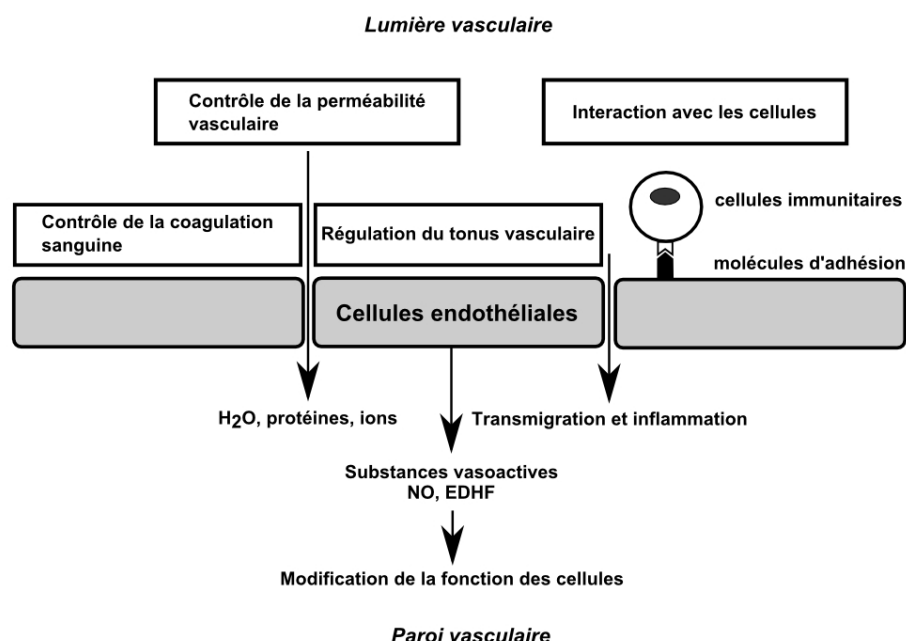 Lumière vasculaire
Contrôle de la perméabilité
vasculaire
Interaction avec les cellules
cellules immunitaires
Contrôle de la coagulation
sanguine
Régulation du tonus vasculaire
molécules d'adhésion
Cellules endothéliales
H2O, protéines, ions
Transmigration et inflammation
Substances vasoactives
NO, EDHF
Modification de la fonction des cellules
Paroi vasculaire